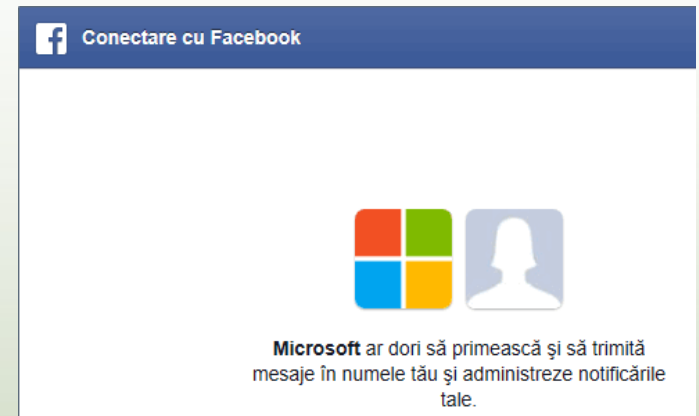 Conectare cu Facebook
Microsoft ar dori să primească şi să trimită
mesaje în numele tău şi administreze notificările
tale.